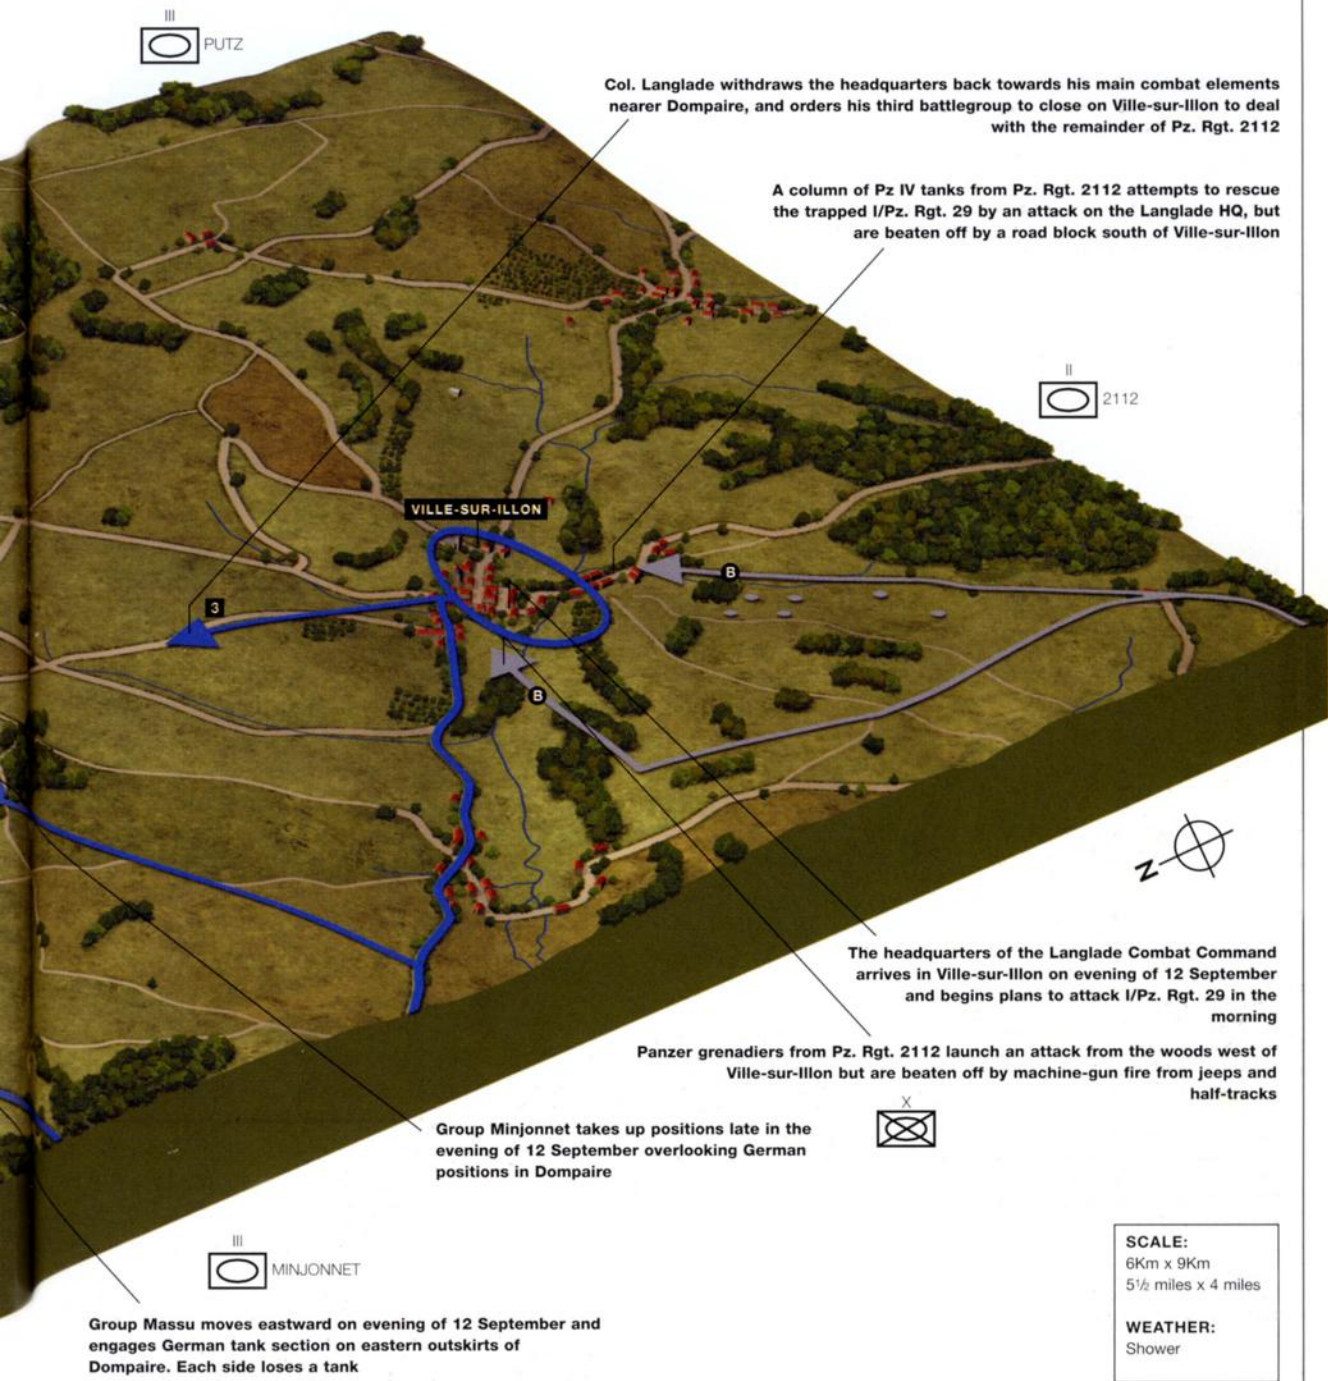 III
PUTZ
Col. Langlade withdraws the headquarters back towards his main combat elements
nearer Dompaire, and orders his third battlegroup to close on Ville-sur-Illon to deal
with the remainder of Pz. Rgt. 2112
A column of Pz IV tanks from Pz. Rgt. 2112 attempts to rescue
the trapped I/Pz. Rgt. 29 by an attack on the Langlade HQ, but
are beaten off by a road block south of Ville-sur-Illon
II
2112
VILLE-SUR-ILLON
B
3
B
N
The headquarters of the Langlade Combat Command
arrives in Ville-sur-Illon on evening of 12 September
and begins plans to attack I/Pz. Rgt. 29 in the
morning
Panzer grenadiers from Pz. Rgt. 2112 launch an attack from the woods west of
Ville-sur-Illon but are beaten off by machine-gun fire from jeeps and
half-tracks
X
Group Minjonnet takes up positions late in the
evening of 12 September overlooking German
positions in Dompaire
III
MINJONNET
Group Massu moves eastward on evening of 12 September and
engages German tank section on eastern outskirts of
Dompaire. Each side loses a tank
SCALE:
6Km x 9Km
5½ miles x 4 miles
WEATHER:
Shower